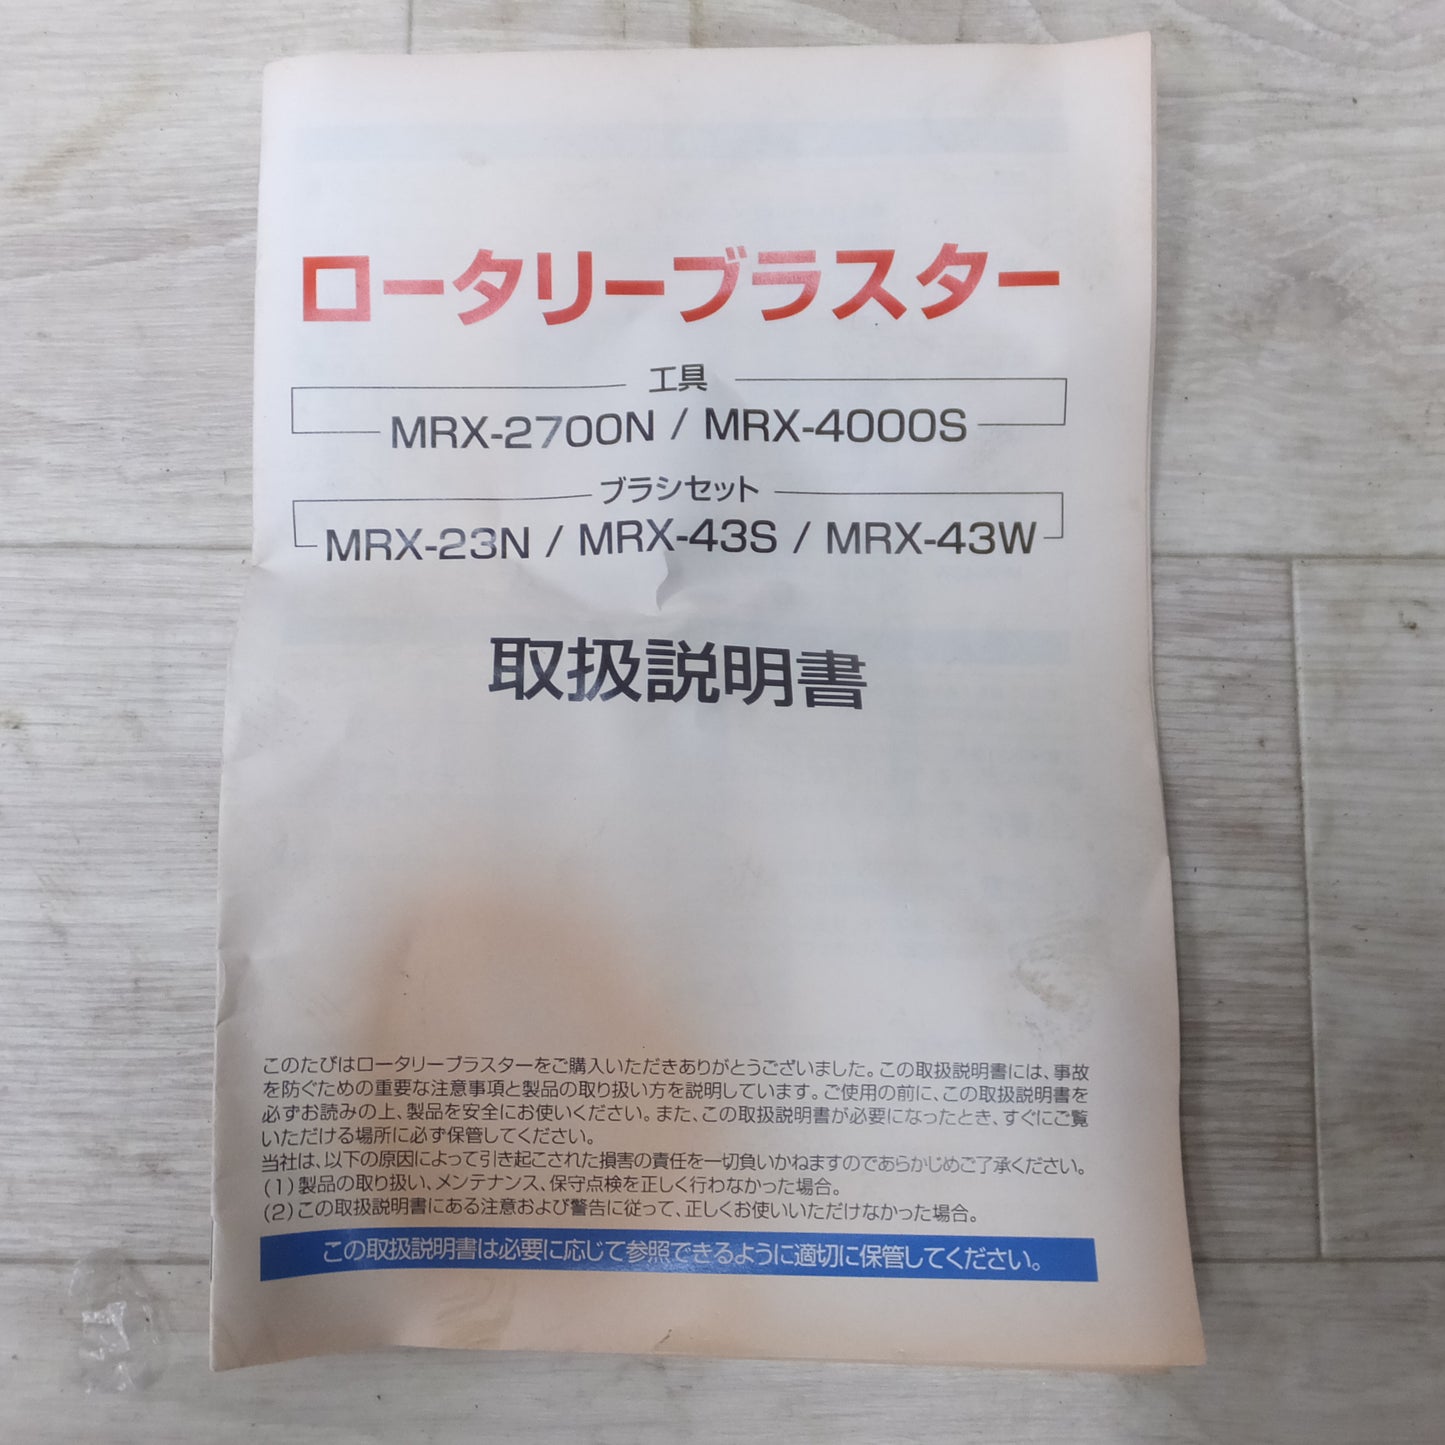 ロータリーブラスター
工具
MRX-2700N / MRX-4000S
ブラシセット
MRX-23N / MRX-43S / MRX-43W
取扱説明書
このたびはロータリーブラスターをご購入いただきありがとうございました。この取扱説明書には、事故
を防ぐための重要な注意事項と製品の取り扱い方を説明しています。ご使用の前に、この取扱説明書を
必ずお読みの上、製品を安全にお使いください。また、この取扱説明書が必要になったとき、すぐにご覧
いただける場所に必ず保管してください。
当社は、以下の原因によって引き起こされた損害の責任を一切負いかねますのであらかじめご了承ください。
(1)製品の取り扱い、メンテナンス、保守点検を正しく行わなかった場合。
(2)この取扱説明書にある注意および警告に従って、正しくお使いいただけなかった場合。
この取扱説明書は必要に応じて参照できるように適切に保管してください。